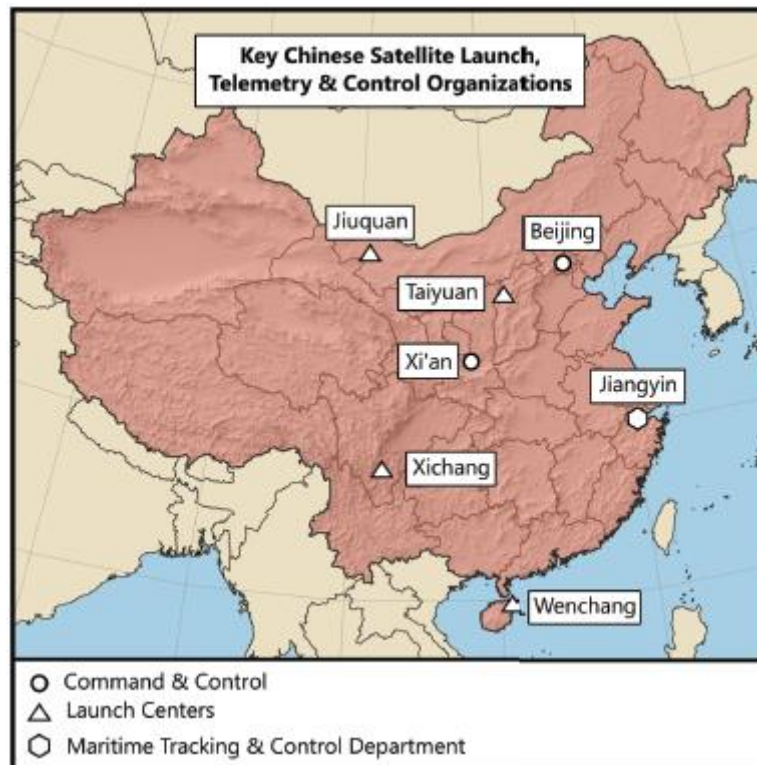 Key Chinese Satellite Launch,
Telemetry & Control Organizations
Jiuquan
Beijing
Taiyuan
Xi'an
Jiangyin
Xichang
Wenchang
Command & Control
Launch Centers
Maritime Tracking & Control Department